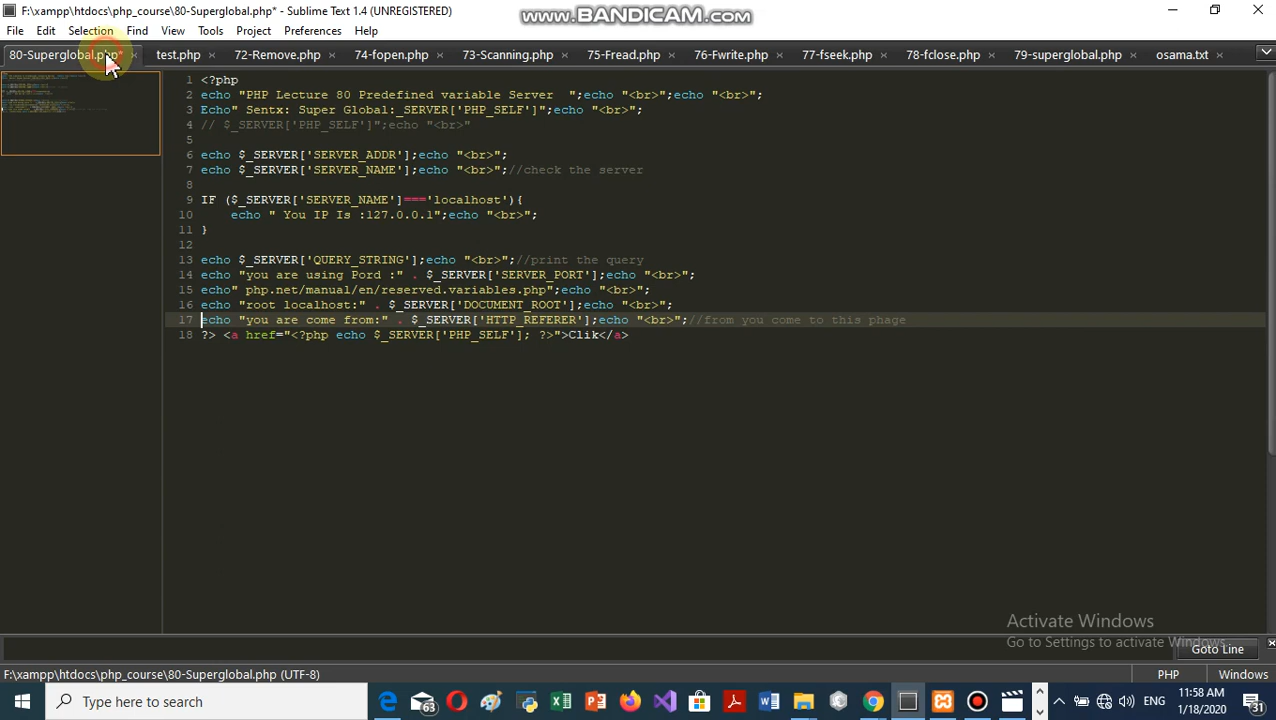 F:\xampp\htdocs\php_course\80-Superglobal.php* - Sublime Text 1.4 (UNREGISTERED)
www.BANDICAM.com
File Edit Selection Find View Tools Project Preferences Help
80-Superglobal.php* test.php 72-Remove.php 74-fopen.php 73-Scanning.php 75-Fread.php 76-Fwrite.php 77-fseek.php 78-fclose.php 79-superglobal.php osama.txt
1 <?php
2 echo "PHP Lecture 80 Predefined variable Server  ";echo "<br>";echo "<br>";
3 Echo" Sentx: Super Global:_SERVER['PHP_SELF']";echo "<br>";
4 // $_SERVER['PHP_SELF']";echo "<br>"
5
6 echo $_SERVER['SERVER_ADDR'];echo "<br>";
7 echo $_SERVER['SERVER_NAME'];echo "<br>";//check the server
8
9 IF ($_SERVER['SERVER_NAME']==='localhost'){
10     echo " You IP Is :127.0.0.1";echo "<br>";
11 }
12
13 echo $_SERVER['QUERY_STRING'];echo "<br>";//print the query
14 echo "you are using Pord :" . $_SERVER['SERVER_PORT'];echo "<br>";
15 echo" php.net/manual/en/reserved.variables.php";echo "<br>";
16 echo "root localhost:" . $_SERVER['DOCUMENT_ROOT'];echo "<br>";
17 echo "you are come from:" . $_SERVER['HTTP_REFERER'];echo "<br>";//from you come to this phage
18 ?> <a href="<?php echo $_SERVER['PHP_SELF']; ?>">Clik</a>
Activate Windows
Go to Settings to activate Windows.
Goto Line
F:\xampp\htdocs\php_course\80-Superglobal.php (UTF-8) PHP Windows
Type here to search 63 ENG 11:58 AM
1/18/2020 31